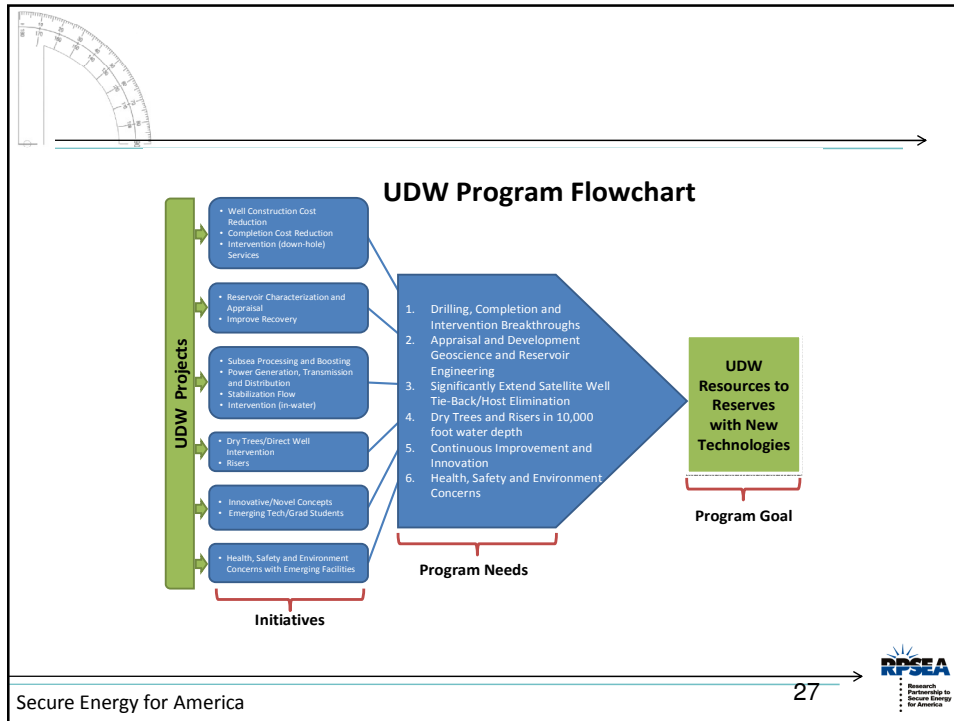 UDW Program Flowchart
UDW Projects
• Well Construction Cost
Reduction
• Completion Cost Reduction
• Intervention (down-hole)
Services
• Reservoir Characterization and
Appraisal
• Improve Recovery
• Subsea Processing and Boosting
• Power Generation, Transmission
and Distribution
• Stabilization Flow
• Intervention (in-water)
• Dry Trees/Direct Well
Intervention
• Risers
• Innovative/Novel Concepts
• Emerging Tech/Grad Students
• Health, Safety and Environment
Concerns with Emerging Facilities
Initiatives
1. Drilling, Completion and
Intervention Breakthroughs
2. Appraisal and Development
Geoscience and Reservoir
Engineering
3. Significantly Extend Satellite Well
Tie-Back/Host Elimination
4. Dry Trees and Risers in 10,000
foot water depth
5. Continuous Improvement and
Innovation
6. Health, Safety and Environment
Concerns
Program Needs
UDW
Resources to
Reserves
with New
Technologies
Program Goal
Secure Energy for America
27
RPSEA
Research
Partnership to
Secure Energy
for America